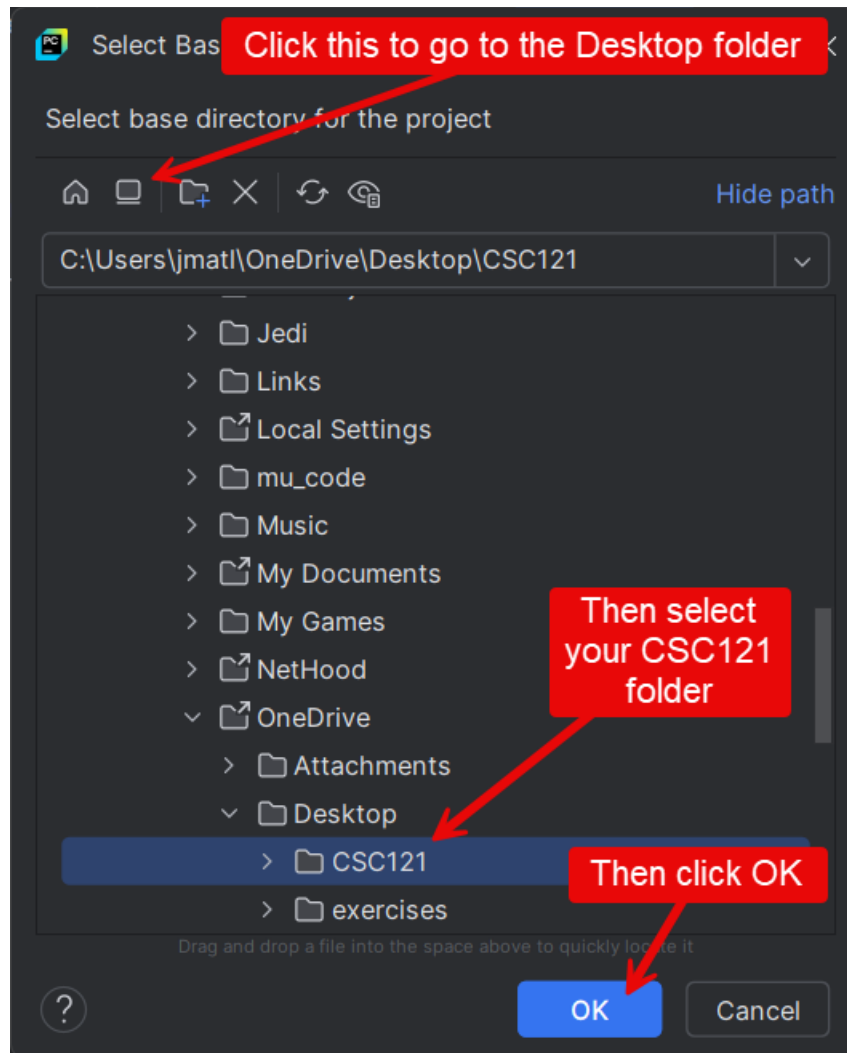 PC
Select Bas
Click this to go to the Desktop folder
Select base directory for the project
Hide path
C:\Users\jmatl\OneDrive\Desktop\CSC121
Jedi
Links
Local Settings
mu_code
Music
My Documents
My Games
Then select
your CSC121
folder
NetHood
OneDrive
Attachments
Desktop
CSC121
Then click OK
exercises
Drag and drop a file into the space above to quickly locate it
?
OK
Cancel